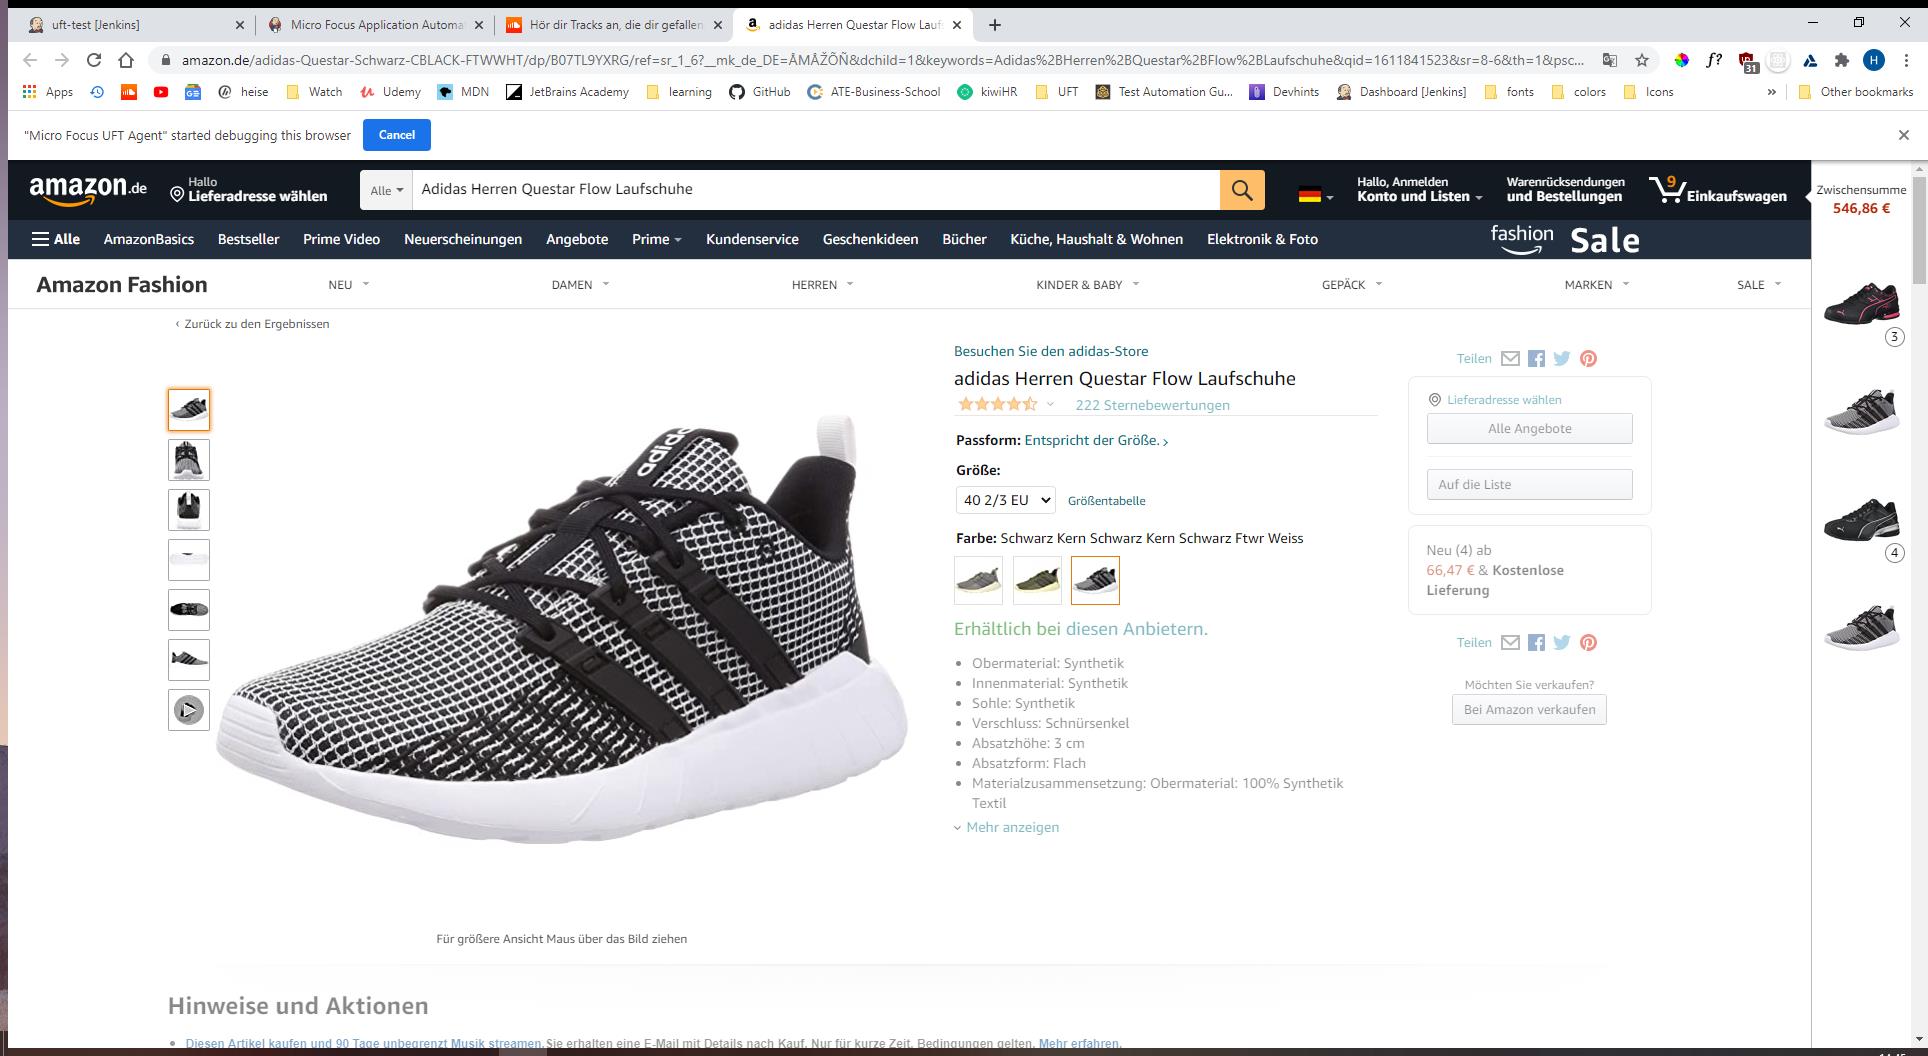 uft-test [Jenkins]
Micro Focus Application Automa
Hör dir Tracks an, die dir gefallen
adidas Herren Questar Flow Lauf
amazon.de/adidas-Questar-Schwarz-CBLACK-FTWWHT/dp/B07TL9YXRG/ref=sr_1_6?__mk_de_DE=ÅMÅŽÕÑ&dchild=1&keywords=Adidas%2BHerren%2BQuestar%2BFlow%2BLaufschuhe&qid=1611841523&sr=8-6&th=1&psc...
f?
31
H
Apps
heise
Watch
Udemy
MDN
JetBrains Academy
learning
GitHub
ATE-Business-School
kiwiHR
UFT
Test Automation Gu...
Devhints
Dashboard [Jenkins]
fonts
colors
Icons
»
Other bookmarks
"Micro Focus UFT Agent" started debugging this browser
Cancel
amazon.de
Hallo
Lieferadresse wählen
Alle
Adidas Herren Questar Flow Laufschuhe
Hallo, Anmelden
Konto und Listen
Warenrücksendungen
und Bestellungen
9
Einkaufswagen
Zwischensumme
546,86 €
Alle
AmazonBasics
Bestseller
Prime Video
Neuerscheinungen
Angebote
Prime
Kundenservice
Geschenkideen
Bücher
Küche, Haushalt & Wohnen
Elektronik & Foto
fashion Sale
Amazon Fashion
NEU
DAMEN
HERREN
KINDER & BABY
GEPÄCK
MARKEN
SALE
‹ Zurück zu den Ergebnissen
adidas
Für größere Ansicht Maus über das Bild ziehen
Besuchen Sie den adidas-Store
adidas Herren Questar Flow Laufschuhe
222 Sternebewertungen
Passform: Entspricht der Größe. ›
Größe:
40 2/3 EU
Größentabelle
Farbe: Schwarz Kern Schwarz Kern Schwarz Ftwr Weiss
Erhältlich bei diesen Anbietern.
• Obermaterial: Synthetik
• Innenmaterial: Synthetik
• Sohle: Synthetik
• Verschluss: Schnürsenkel
• Absatzhöhe: 3 cm
• Absatzform: Flach
• Materialzusammensetzung: Obermaterial: 100% Synthetik
Textil
Mehr anzeigen
Teilen
Lieferadresse wählen
Alle Angebote
Auf die Liste
Neu (4) ab
66,47 € & Kostenlose
Lieferung
Teilen
Möchten Sie verkaufen?
Bei Amazon verkaufen
3
4
Hinweise und Aktionen
• Diesen Artikel kaufen und 90 Tage unbegrenzt Musik streamen. Sie erhalten eine E-Mail mit Details nach Kauf. Nur für kurze Zeit. Bedingungen gelten. Mehr erfahren.